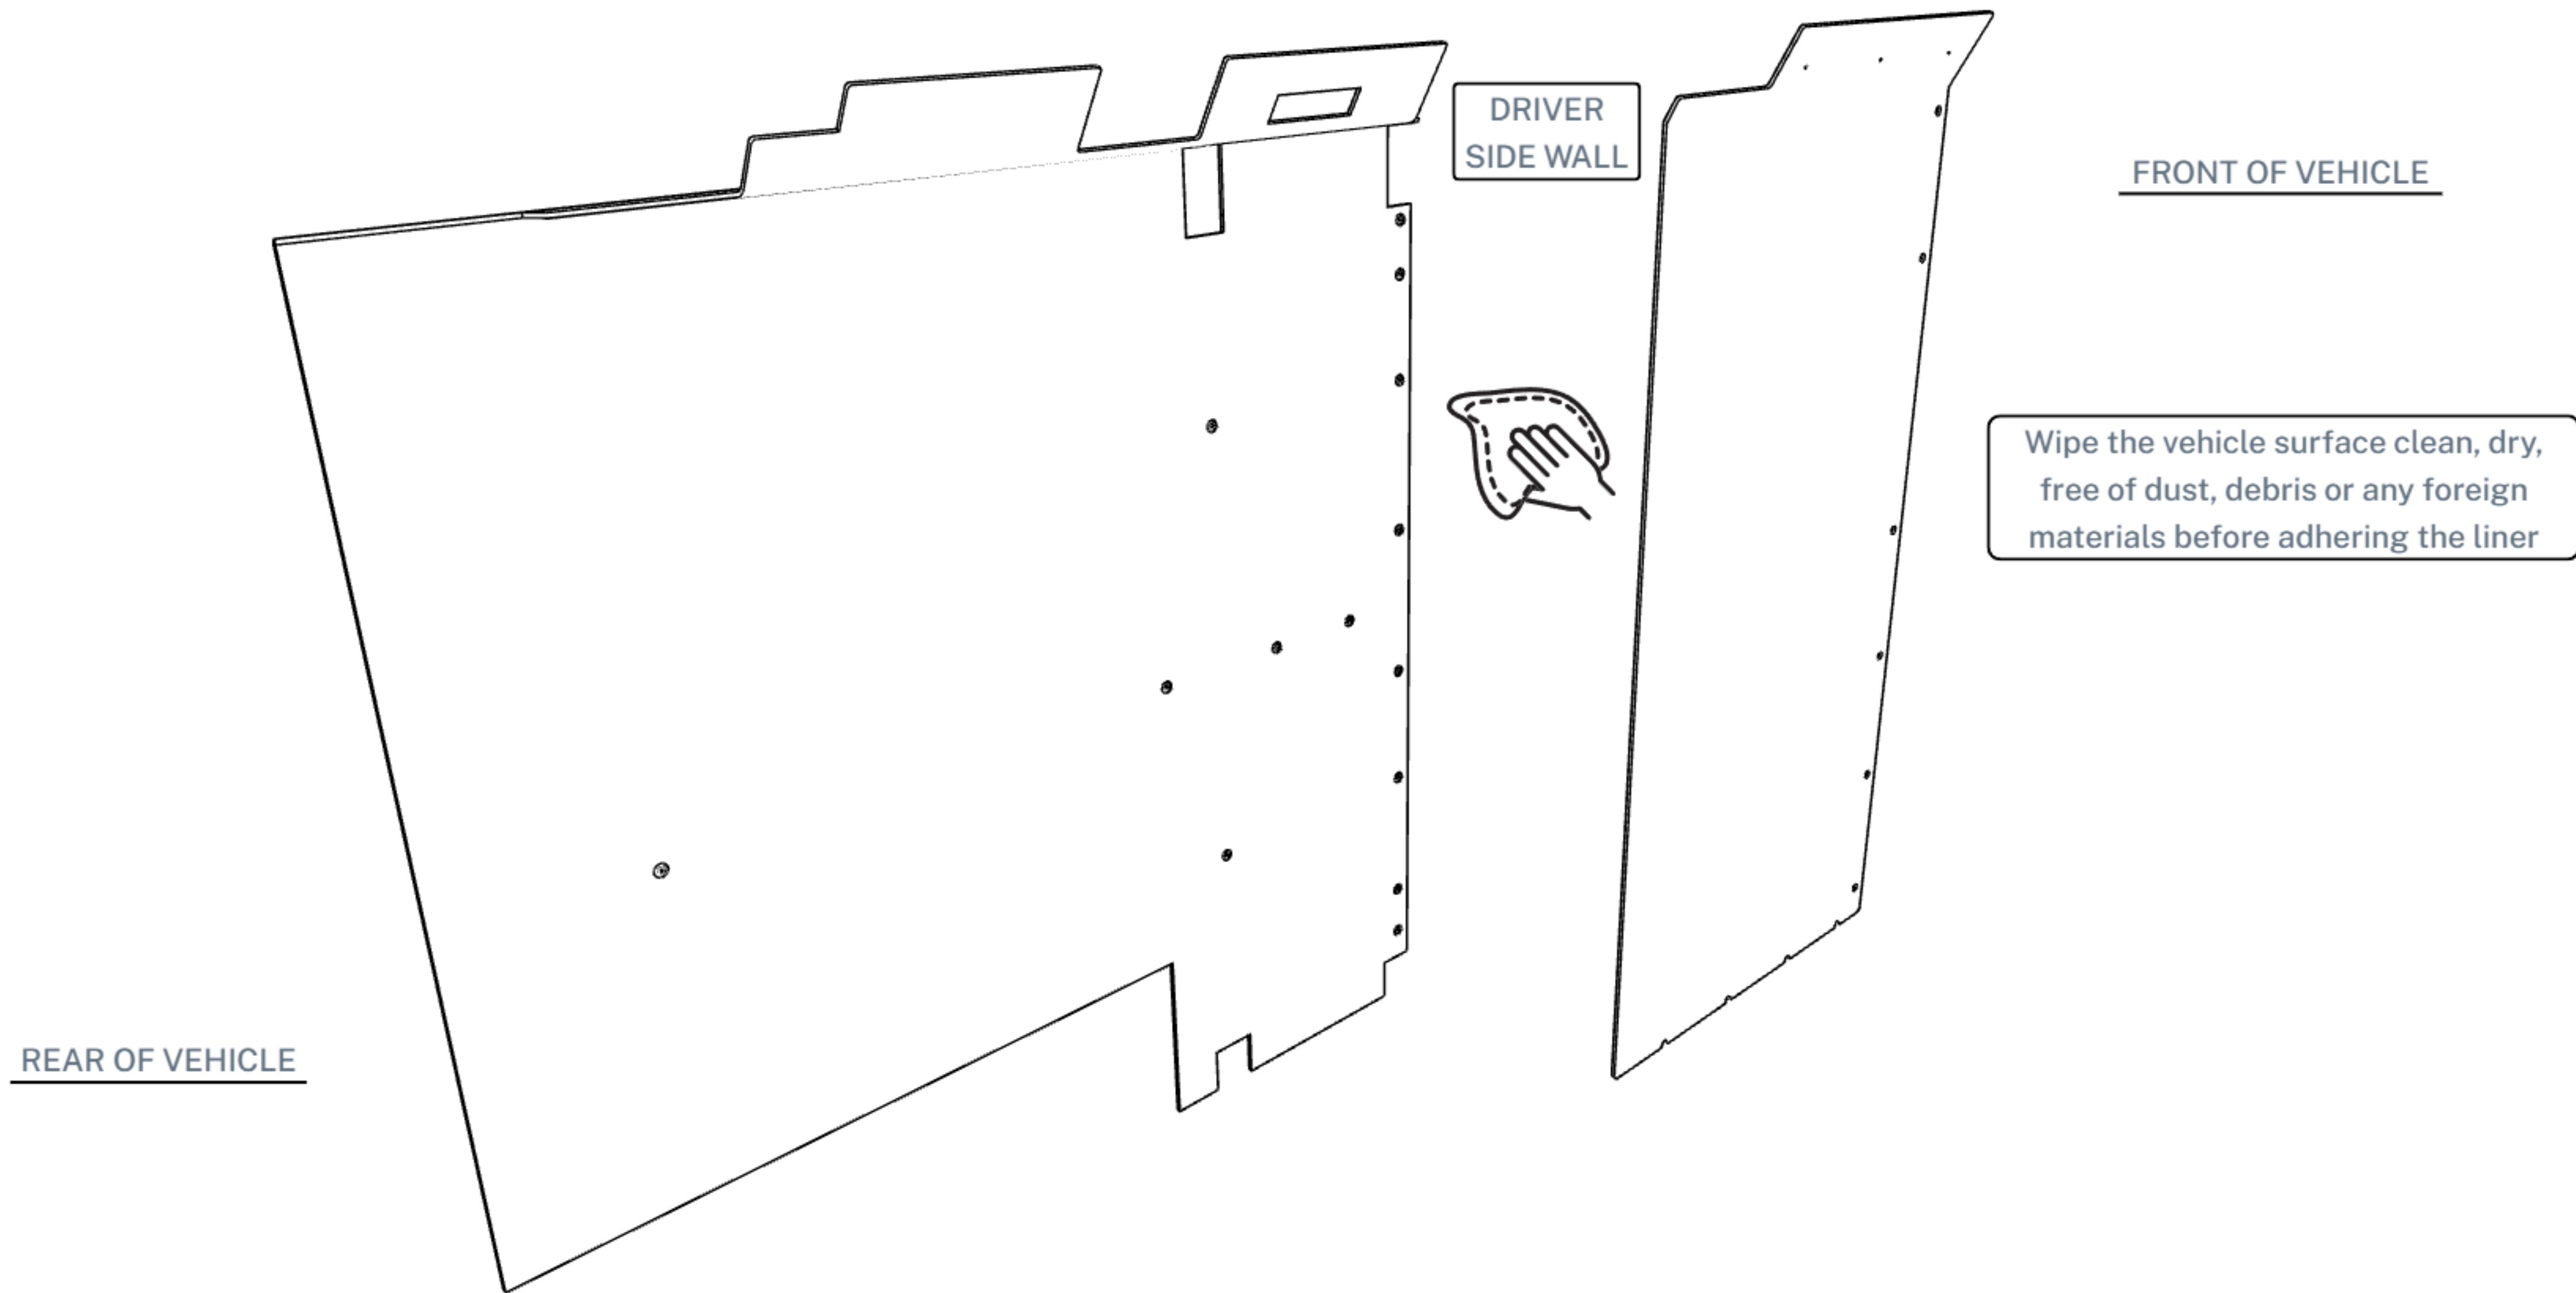 DRIVER
SIDE WALL
FRONT OF VEHICLE
Wipe the vehicle surface clean, dry,
free of dust, debris or any foreign
materials before adhering the liner
REAR OF VEHICLE